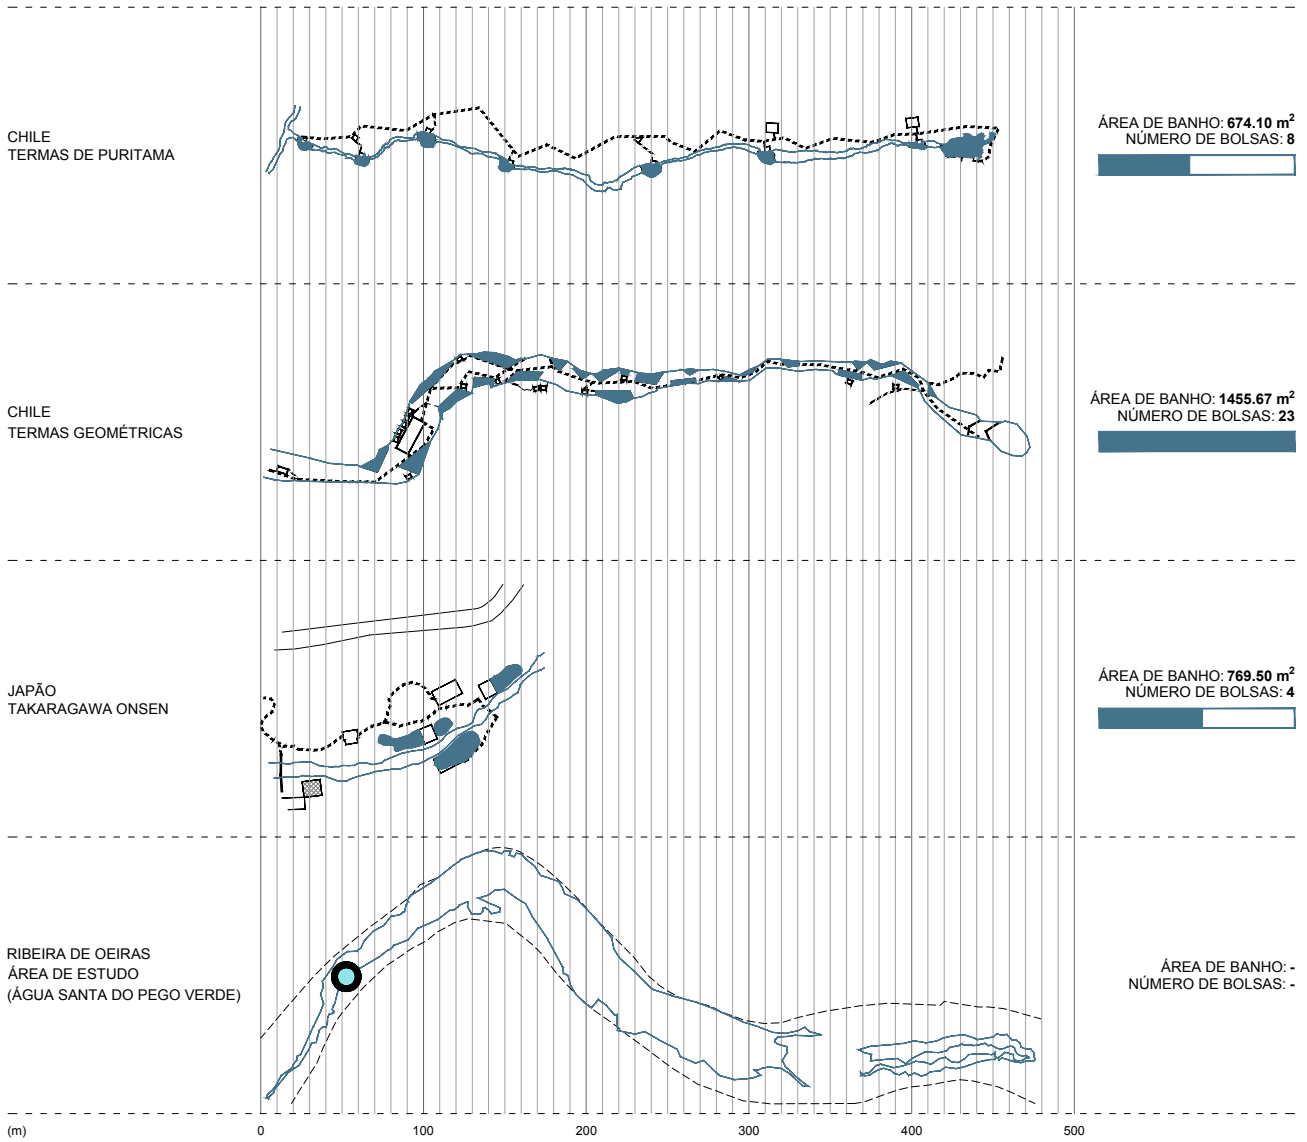 CHILE
TERMAS DE PURITAMA
ÁREA DE BANHO: 674.10 m²
NÚMERO DE BOLSAS: 8
CHILE
TERMAS GEOMÉTRICAS
ÁREA DE BANHO: 1455.67 m²
NÚMERO DE BOLSAS: 23
JAPÃO
TAKARAGAWA ONSEN
ÁREA DE BANHO: 769.50 m²
NÚMERO DE BOLSAS: 4
RIBEIRA DE OEIRAS
ÁREA DE ESTUDO
(ÁGUA SANTA DO PEGO VERDE)
ÁREA DE BANHO: -
NÚMERO DE BOLSAS: -
(m) 0 100 200 300 400 500